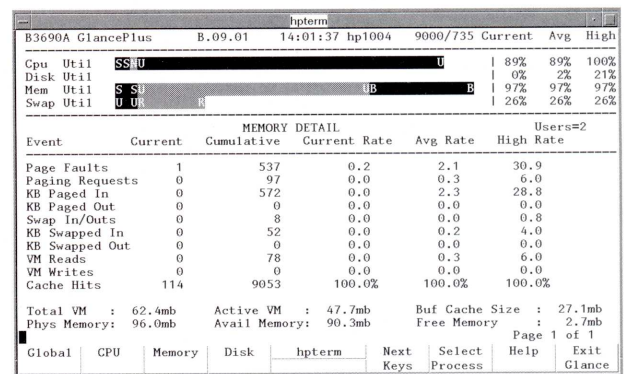 hpterm
B3690A GlancePlus B.09.01 14:01:37 hp1004 9000/735 Current Avg High
Cpu Util SSNU U | 89% 89% 100%
Disk Util | 0% 2% 21%
Mem Util S SU UB B | 97% 97% 97%
Swap Util U UR R | 26% 26% 26%
MEMORY DETAIL Users=2
Event Current Cumulative Current Rate Avg Rate High Rate
Page Faults 1 537 0.2 2.1 30.9
Paging Requests 0 97 0.0 0.3 6.0
KB Paged In 0 572 0.0 2.3 28.8
KB Paged Out 0 0 0.0 0.0 0.0
Swap In/Outs 0 8 0.0 0.0 0.8
KB Swapped In 0 52 0.0 0.2 4.0
KB Swapped Out 0 0 0.0 0.0 0.0
VM Reads 0 78 0.0 0.3 6.0
VM Writes 0 0 0.0 0.0 0.0
Cache Hits 114 9053 100.0% 100.0% 100.0%
Total VM : 62.4mb Active VM : 47.7mb Buf Cache Size : 27.1mb
Phys Memory: 96.0mb Avail Memory: 90.3mb Free Memory : 2.7mb
Page 1 of 1
Global CPU Memory Disk hpterm Next Keys Select Process Help Exit Glance